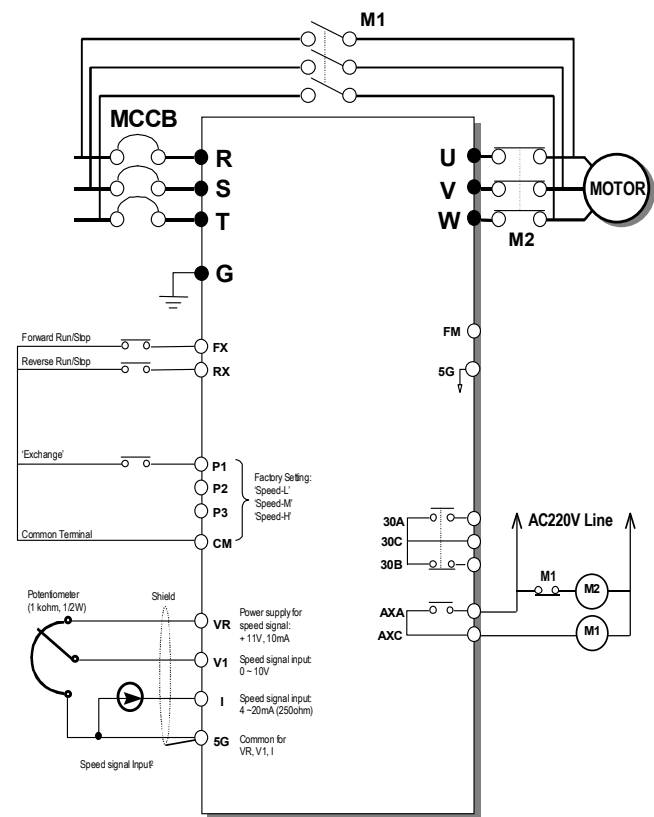 M1
MCCB
R
S
T
G
U
V
W
MOTOR
M2
Forward Run/Stop
FX
Reverse Run/Stop
RX
FM
5G
'Exchange'
P1
P2
P3
Factory Setting:
'Speed-L'
'Speed-M'
'Speed-H'
Common Terminal
CM
30A
30C
30B
AC220V Line
M1
M2
AXA
AXC
M1
Potentiometer
(1 kohm, 1/2W)
Shield
VR
Power supply for
speed signal:
+ 11V, 10mA
V1
Speed signal input:
0 ~ 10V
I
Speed signal input:
4 ~20mA (250ohm)
5G
Common for
VR, V1, I
Speed signal Input²